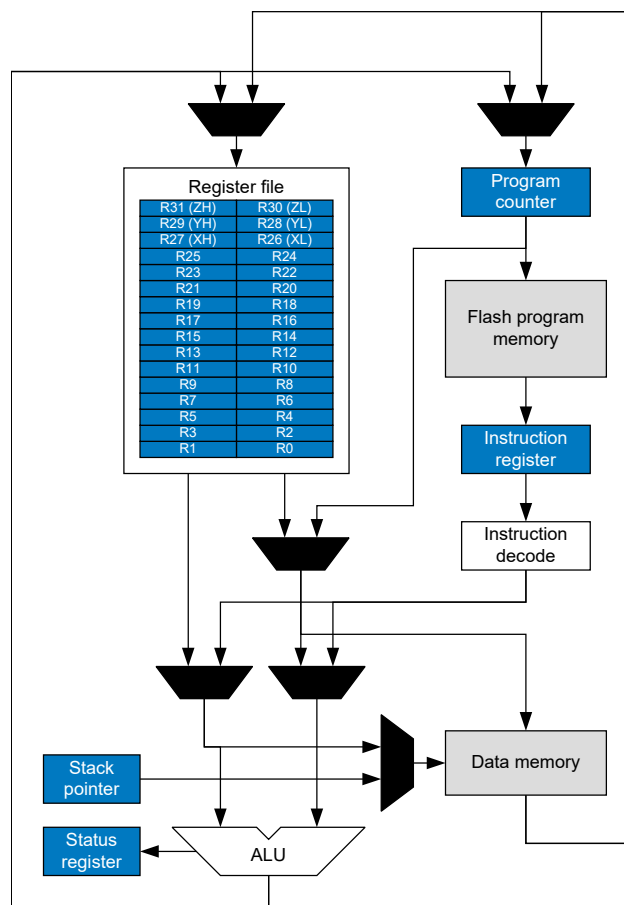 Register file
R31 (ZH) R30 (ZL)
R29 (YH) R28 (YL)
R27 (XH) R26 (XL)
R25 R24
R23 R22
R21 R20
R19 R18
R17 R16
R15 R14
R13 R12
R11 R10
R9 R8
R7 R6
R5 R4
R3 R2
R1 R0
Program
counter
Flash program
memory
Instruction
register
Instruction
decode
Stack
pointer
Data memory
Status
register
ALU